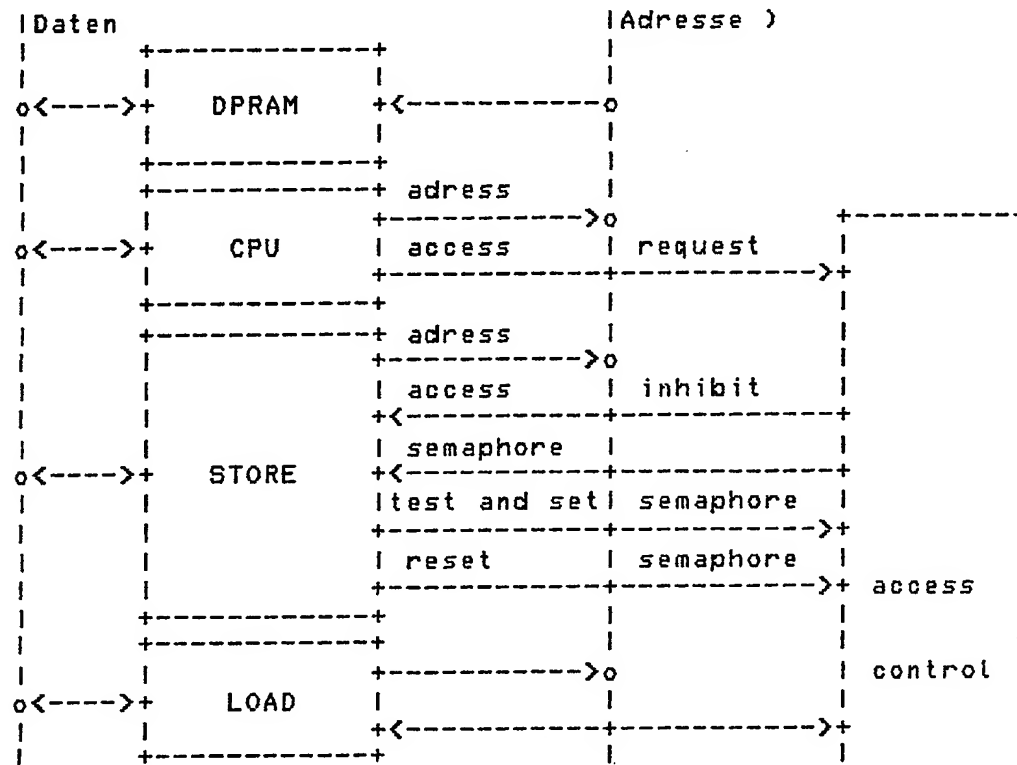 Daten Adresse )
DPRAM
adress
CPU access request
adress
access inhibit
semaphore
STORE
test and set semaphore
reset semaphore
access
control
LOAD